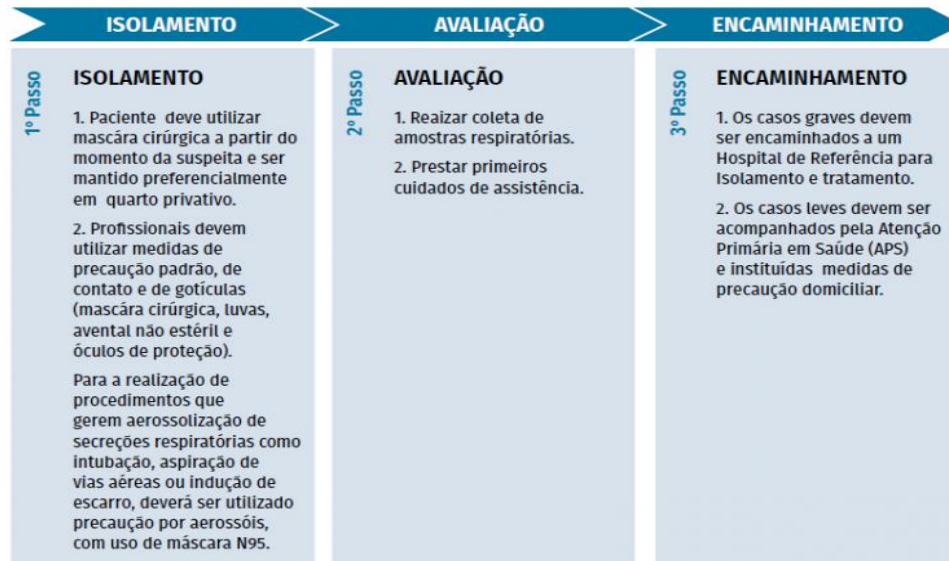 ISOLAMENTO
AVALIAÇÃO
ENCAMINHAMENTO
1º Passo
ISOLAMENTO
1. Paciente deve utilizar
mascára cirúrgica a partir do
momento da suspeita e ser
mantido preferencialmente
em quarto privativo.
2. Profissionais devem
utilizar medidas de
precaução padrão, de
contato e de gotículas
(mascára cirúrgica, luvas,
avental não estéril e
óculos de proteção).
Para a realização de
procedimentos que
gerem aerossolização de
secreções respiratórias como
intubação, aspiração de
vias aéreas ou indução de
escarro, deverá ser utilizado
precaução por aerossóis,
com uso de máscara N95.
2º Passo
AVALIAÇÃO
1. Reaizar coleta de
amostras respiratórias.
2. Prestar primeiros
cuidados de assistência.
3º Passo
ENCAMINHAMENTO
1. Os casos graves devem
ser encaminhados a um
Hospital de Referência para
Isolamento e tratamento.
2. Os casos leves devem ser
acompanhados pela Atenção
Primária em Saúde (APS)
e instituídas medidas de
precaução domiciliar.